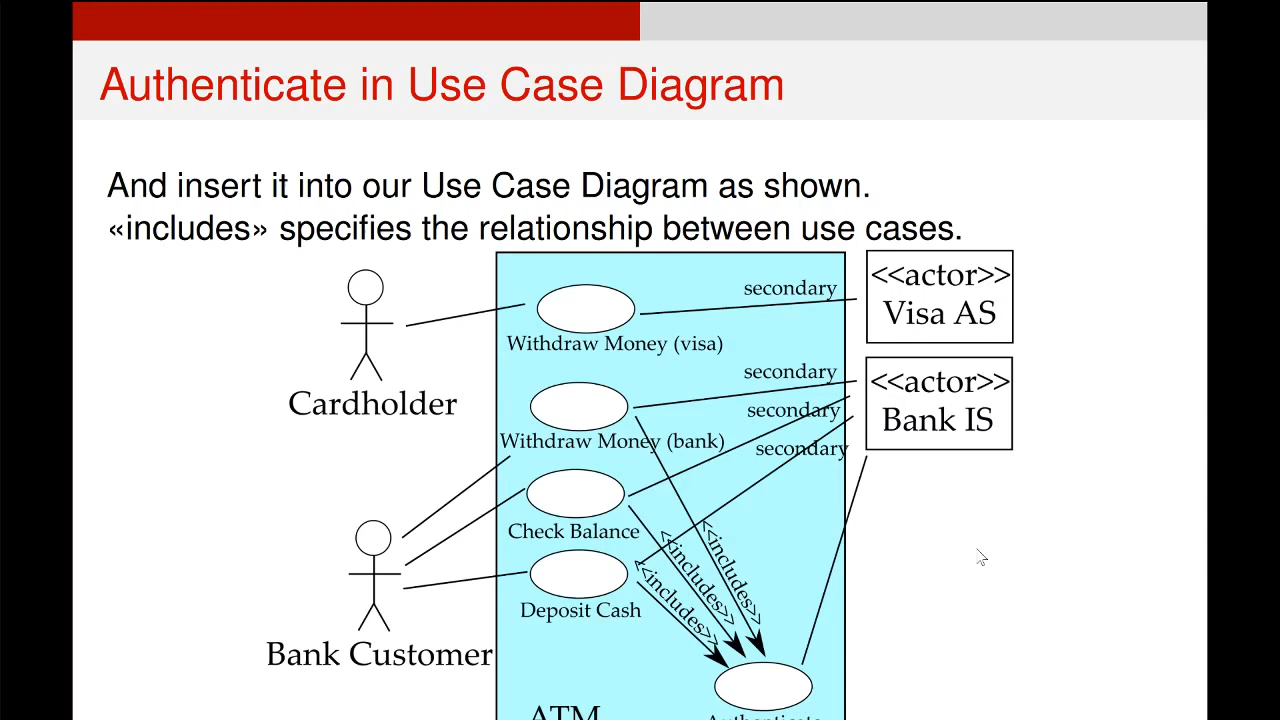 Authenticate in Use Case Diagram
And insert it into our Use Case Diagram as shown.
«includes» specifies the relationship between use cases.
<<actor>>
Visa AS
secondary
Withdraw Money (visa)
Cardholder
secondary
<<actor>>
Bank IS
secondary
Withdraw Money (bank)
secondary
Check Balance
<<includes>>
<<includes>>
<<includes>>
Deposit Cash
Bank Customer
ATM
Authenticate